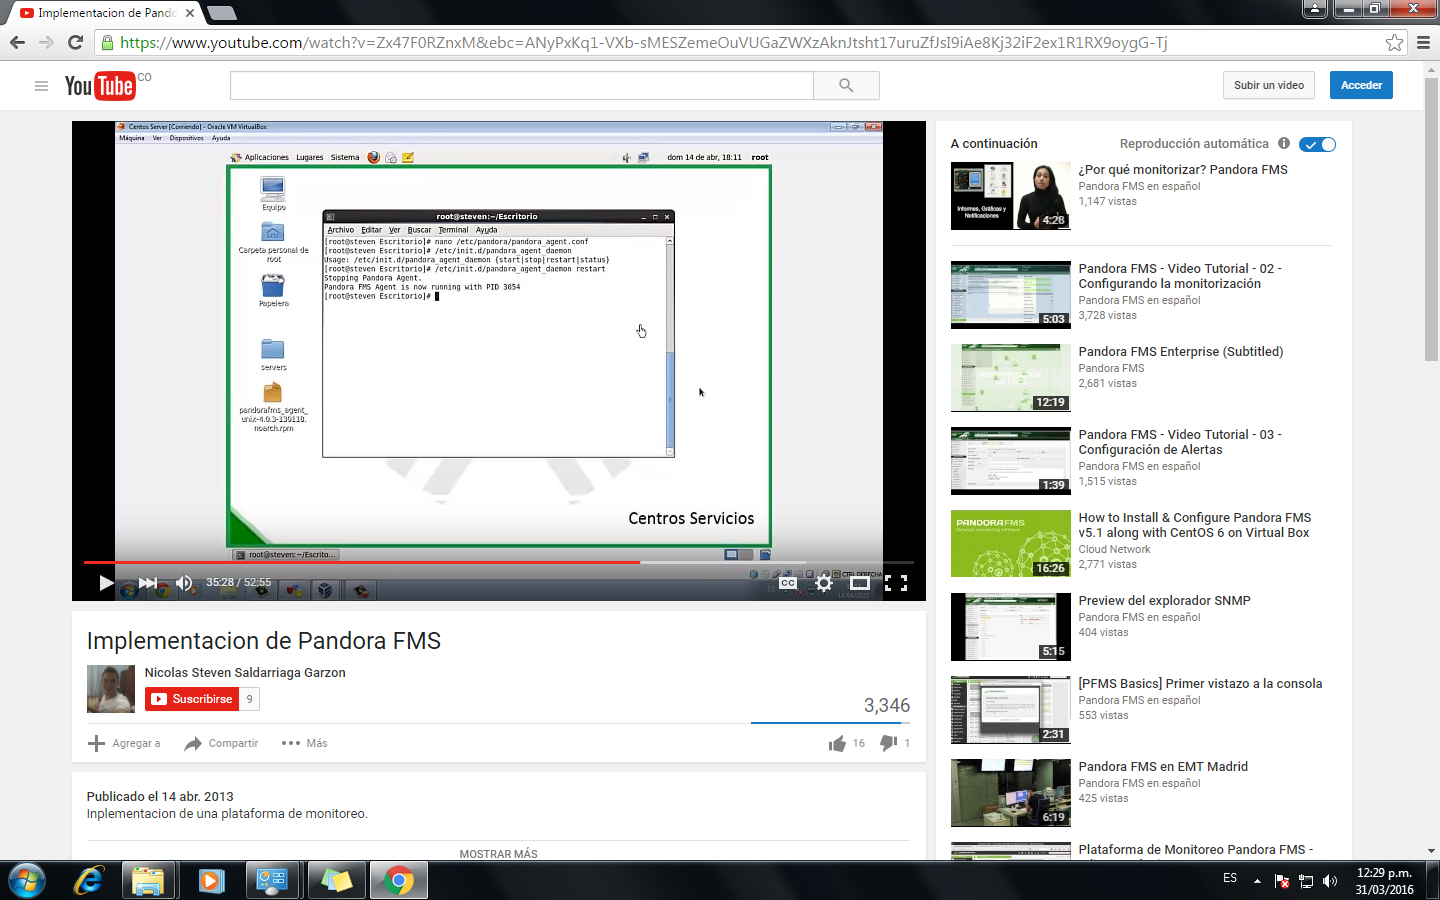 Implementacion de Pando
https://www.youtube.com/watch?v=Zx47F0RZnxM&ebc=ANyPxKq1-VXb-sMESZemeOuVUGaZWXzAknJtsht17uruZfJsI9iAe8Kj32iF2ex1R1RX9oygG-Tj
YouTube CO
Subir un video
Acceder
Centos Server [Corriendo] - Oracle VM VirtualBox
Máquina Ver Dispositivos Ayuda
Aplicaciones Lugares Sistema
dom 14 de abr, 18:11 root
Equipo
Carpeta personal de
root
Papelera
servers
pandorafms_agent_
unix-4.0.3-130118.
noarch.rpm
root@steven:~/Escritorio
Archivo Editar Ver Buscar Terminal Ayuda
[root@steven Escritorio]# nano /etc/pandora/pandora_agent.conf
[root@steven Escritorio]# /etc/init.d/pandora_agent_daemon
Usage: /etc/init.d/pandora_agent_daemon {start|stop|restart|status}
[root@steven Escritorio]# /etc/init.d/pandora_agent_daemon restart
Stopping Pandora Agent.
Pandora FMS Agent is now running with PID 3054
[root@steven Escritorio]#
Centros Servicios
root@steven: ~/Escrito...
CTRL DERECHA
35:28 / 52:55
CC
Implementacion de Pandora FMS
Nicolas Steven Saldarriaga Garzon
Suscribirse 9
3,346
Agregar a Compartir Más
16 1
Publicado el 14 abr. 2013
Inplementacion de una plataforma de monitoreo.
MOSTRAR MÁS
A continuación
Reproducción automática
¿Por qué monitorizar? Pandora FMS
Pandora FMS en español
1,147 vistas
Informes, Gráficas y
Notificaciones
4:28
Pandora FMS - Video Tutorial - 02 -
Configurando la monitorización
Pandora FMS en español
3,728 vistas
5:03
Pandora FMS Enterprise (Subtitled)
Pandora FMS
2,681 vistas
12:19
Pandora FMS - Video Tutorial - 03 -
Configuración de Alertas
Pandora FMS en español
1,515 vistas
1:39
How to Install & Configure Pandora FMS
v5.1 along with CentOS 6 on Virtual Box
Cloud Network
2,771 vistas
PANDORAFMS
16:26
Preview del explorador SNMP
Pandora FMS en español
404 vistas
5:15
[PFMS Basics] Primer vistazo a la consola
Pandora FMS en español
553 vistas
2:31
Pandora FMS en EMT Madrid
Pandora FMS en español
425 vistas
6:19
Plataforma de Monitoreo Pandora FMS -
ES
12:29 p.m.
31/03/2016